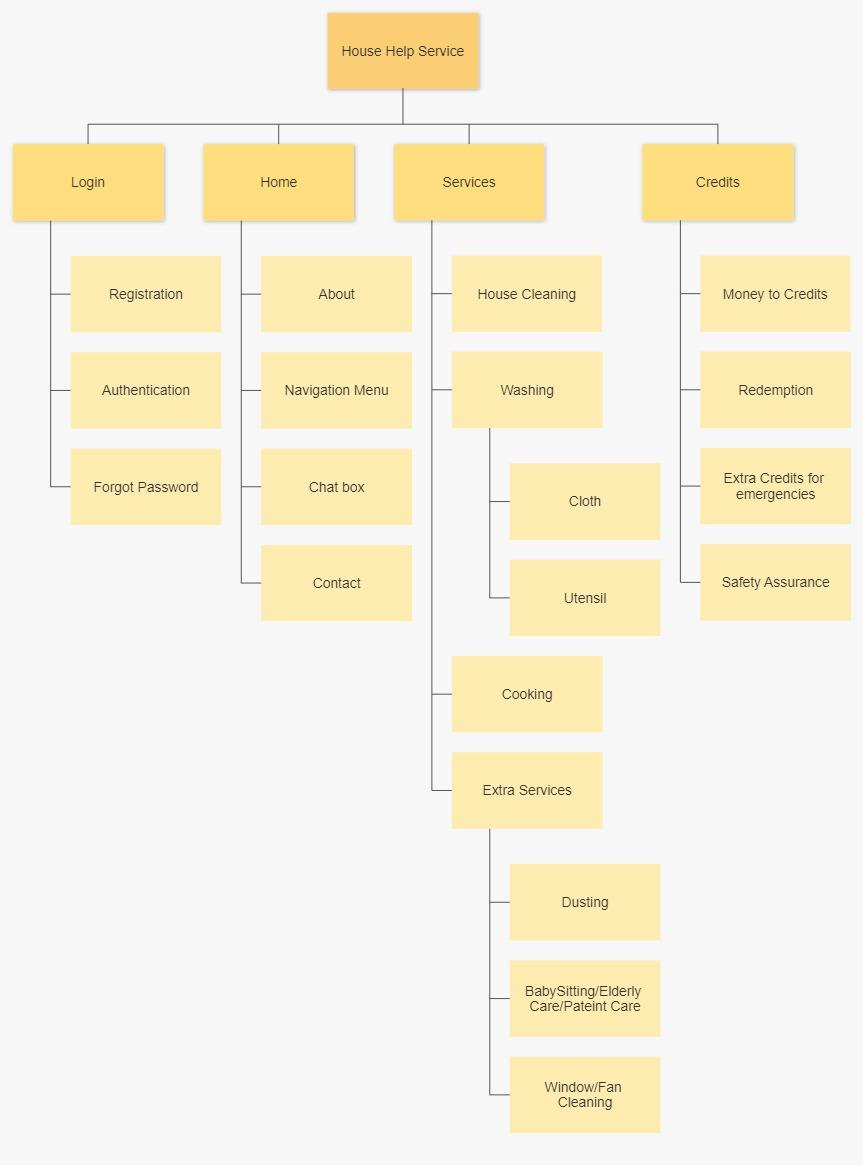 House Help Service
Login
Home
Services
Credits
Registration
About
House Cleaning
Money to Credits
Authentication
Navigation Menu
Washing
Redemption
Forgot Password
Chat box
Cloth
Extra Credits for
emergencies
Contact
Utensil
Safety Assurance
Cooking
Extra Services
Dusting
BabySitting/Elderly
Care/Pateint Care
Window/Fan
Cleaning